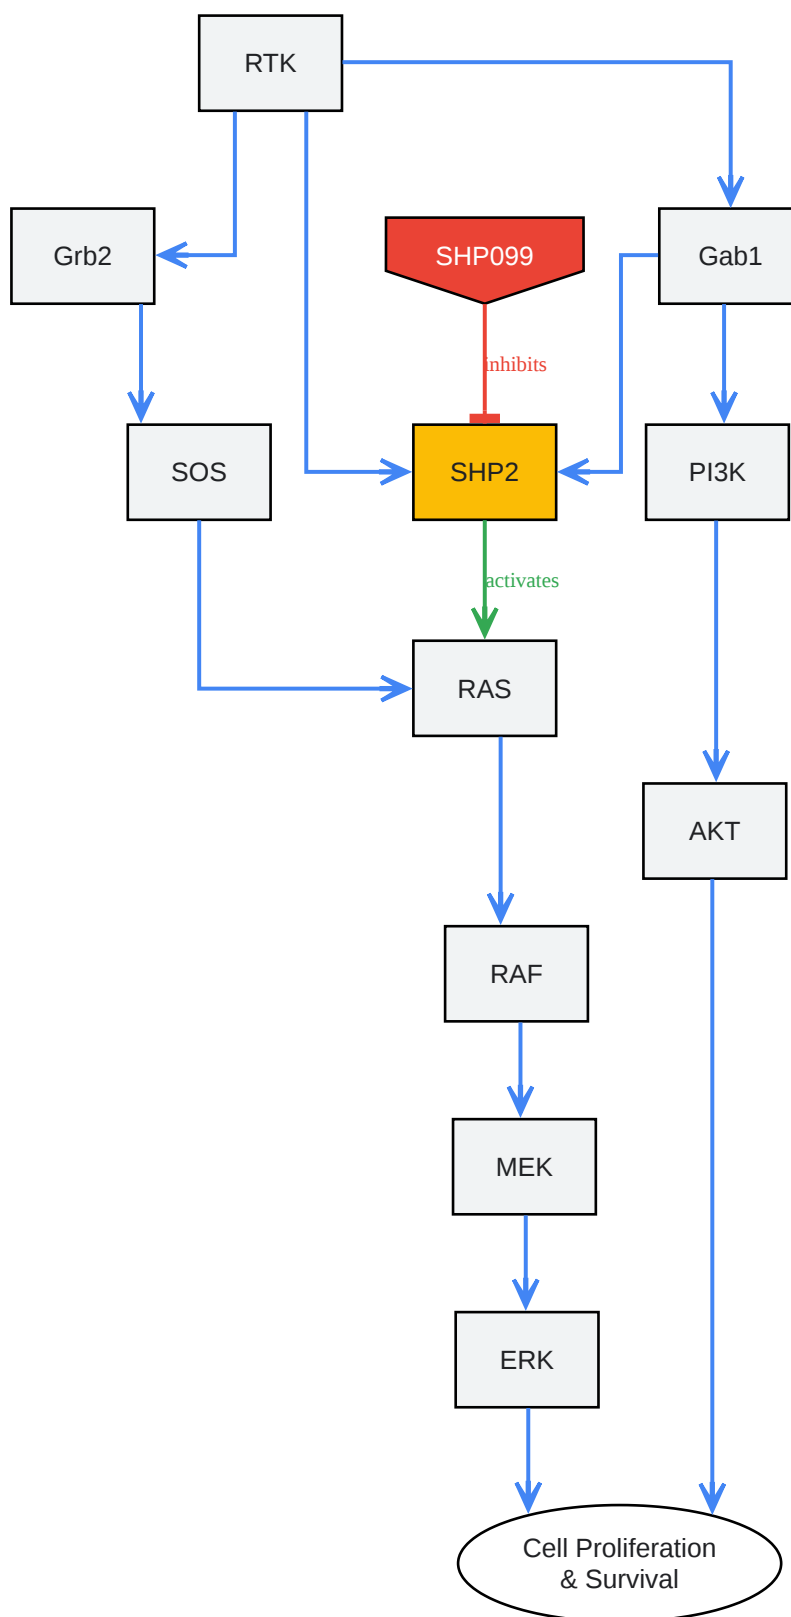 RTK
Grb2
SHP099
Gab1
inhibits
SOS
SHP2
PI3K
activates
RAS
AKT
RAF
MEK
ERK
Cell Proliferation
& Survival